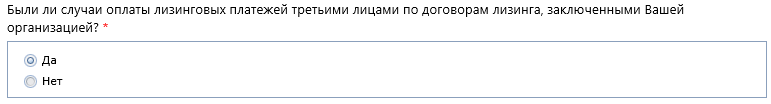 Были ли случаи оплаты лизинговых платежей третьими лицами по договорам лизинга, заключенными Вашей
организацией? *
Да
Нет